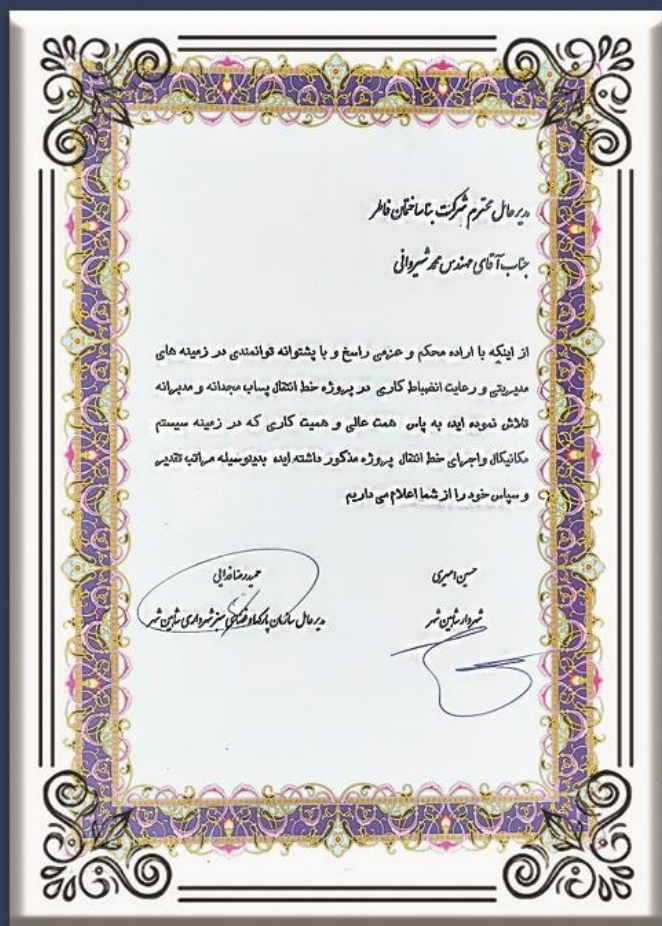 مدیرعامل محترم شرکت بناساختمان فاطر
جناب آقای مهندس محمد شیروانی
از اینکه با اراده محکم و عزمی راسخ و با پشتوانه توانمندی در زمینه های
مدیریتی و رعایت انضباط کاری در پروژه خط انتقال پساب مجدانه و مدبرانه
تلاش نموده اید، به پاس همت عالی و همیت کاری که در زمینه سیستم
مکانیکال واجرای خط انتقال پروژه مذکور داشته اید، بدینوسیله مراتب تقدیر
و سپاس خود را از شما اعلام می داریم
حسین امیری
شهردار شاهین شهر
حمیدرضا فدائی
مدیرعامل سازمان پارکها و فضای سبز شهرداری شاهین شهر